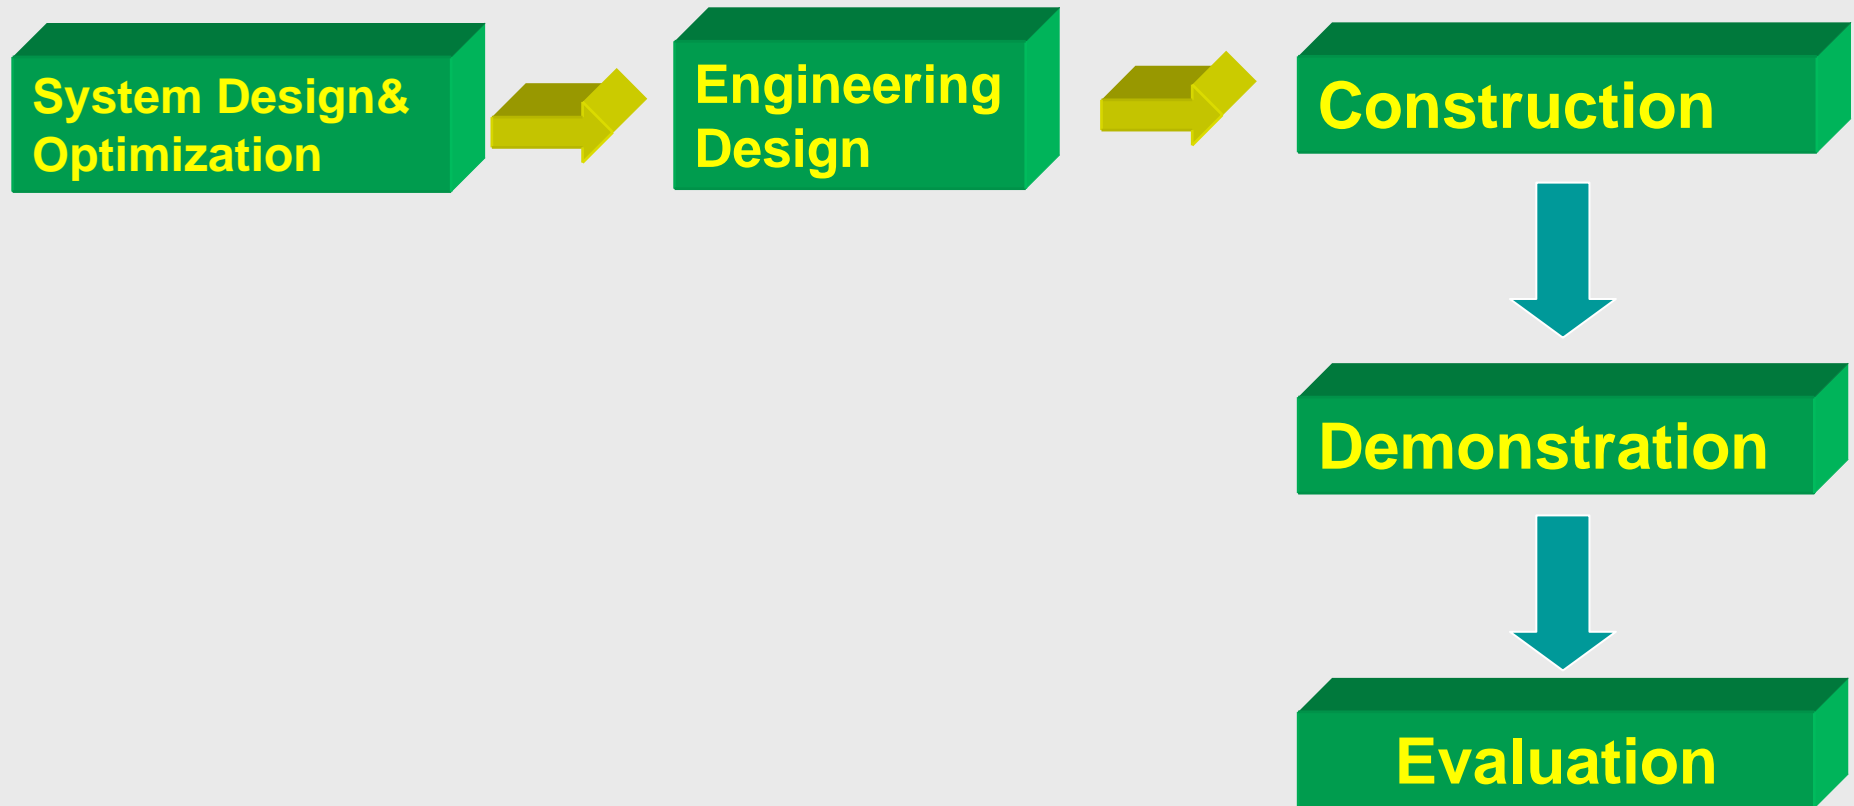 System Design&
Optimization
Engineering
Design
Construction
Demonstration
Evaluation